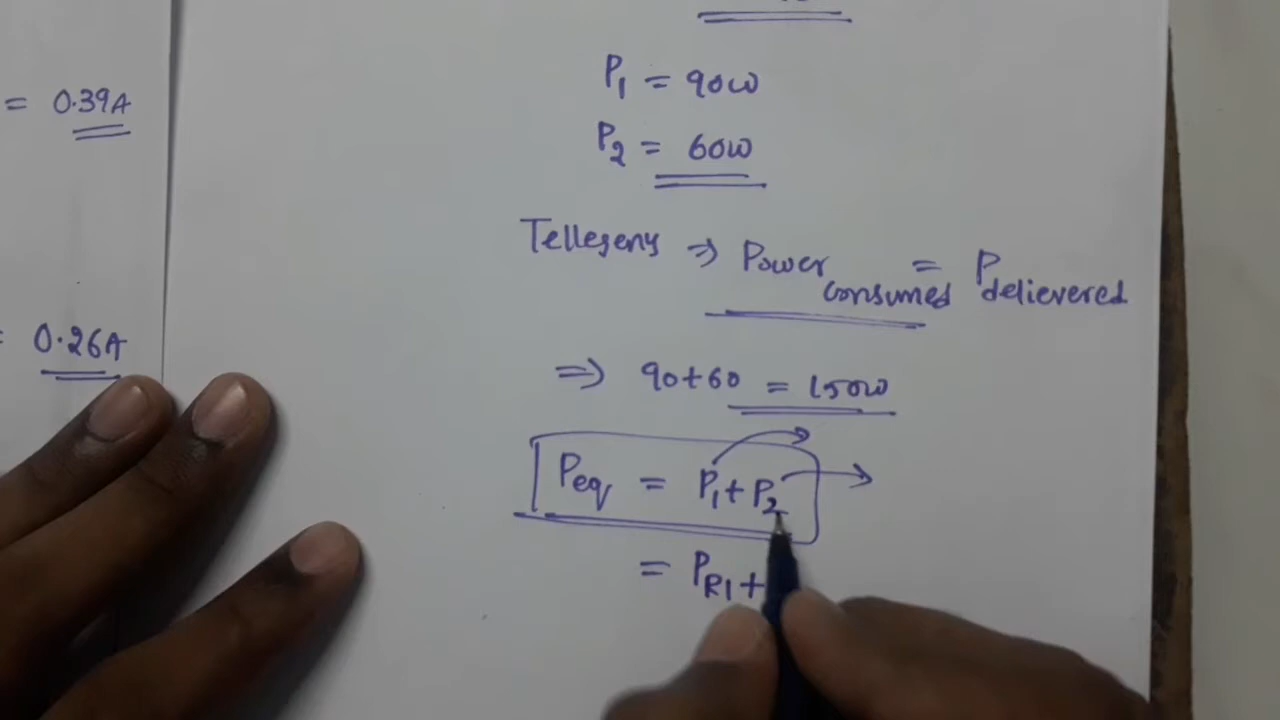 = 0.39A
= 0.26A
P1 = 90W
P2 = 60W
Tellegens => Power consumed = P delievered
=> 90+60 = 150W
Peq = P1+P2
= PR1+